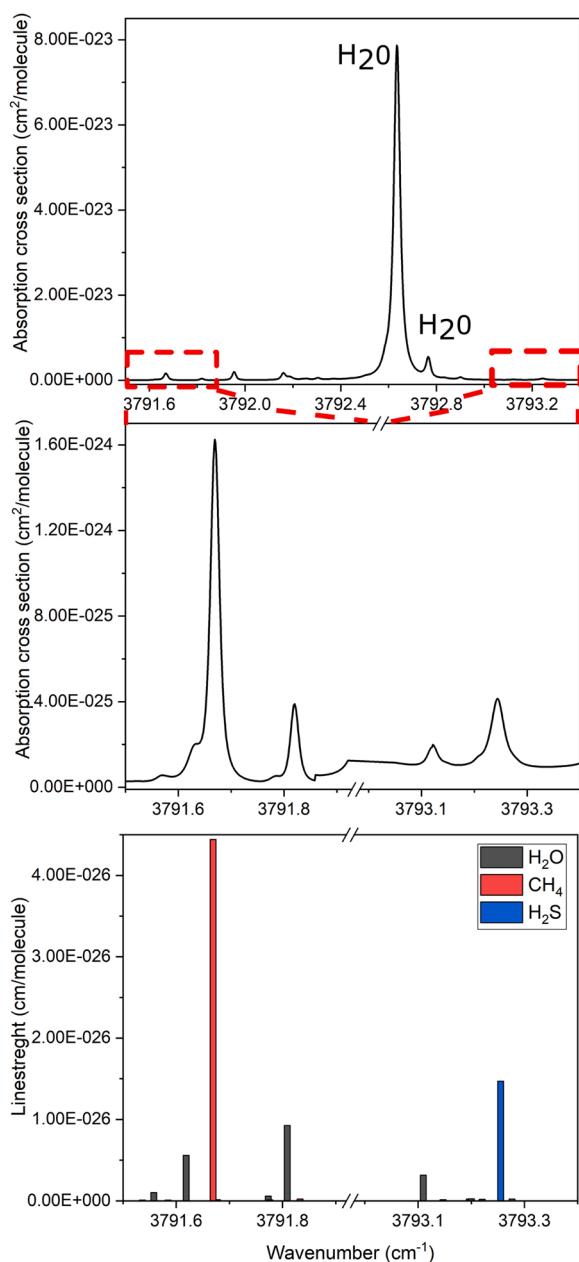 Absorption cross section (cm²/molecule)
8.00E-023
6.00E-023
4.00E-023
2.00E-023
0.00E+000
H20
H20
3791.6 3792.0 3792.4 3792.8 3793.2
Absorption cross section (cm²/molecule)
1.60E-024
1.20E-024
8.00E-025
4.00E-025
0.00E+000
3791.6 3791.8 3793.1 3793.3
Linestreght (cm/molecule)
4.00E-026
3.00E-026
2.00E-026
1.00E-026
0.00E+000
H₂O
CH₄
H₂S
3791.6 3791.8 3793.1 3793.3
Wavenumber (cm⁻¹)